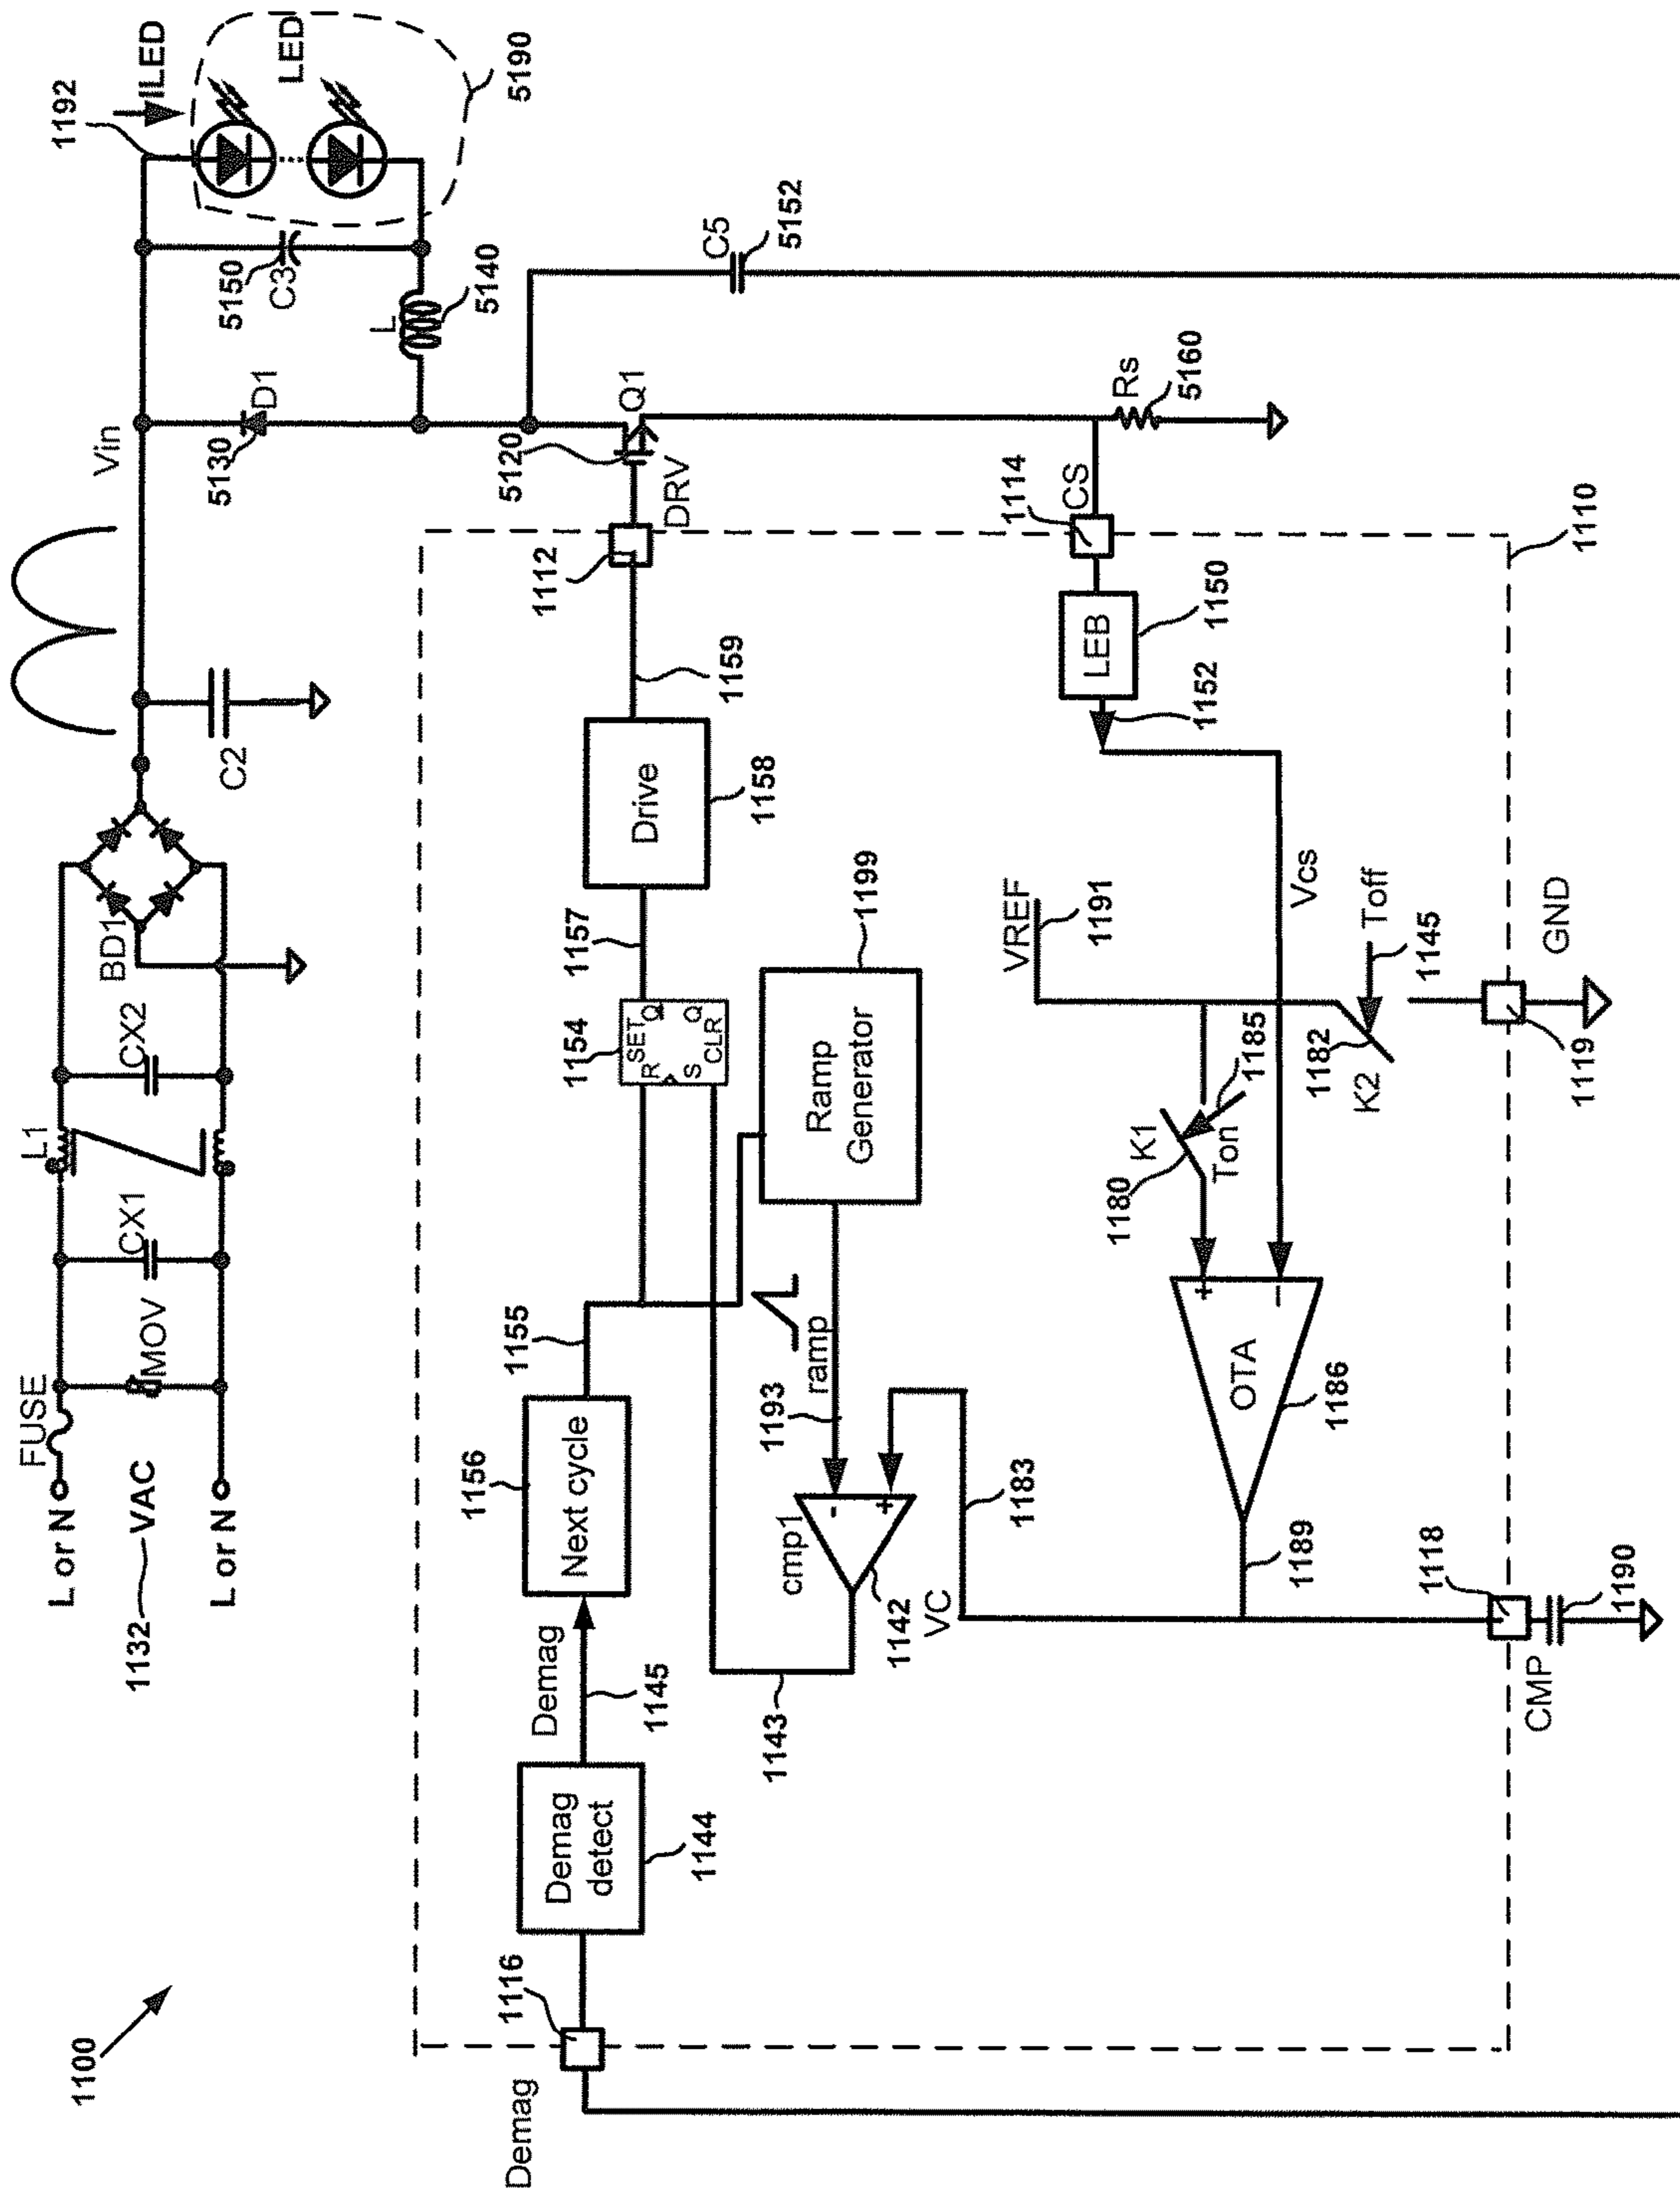 1100
L or N
1132
VAC
L or N
FUSE
MOV
CX1
L1
CX2
BD1
C2
Vin
5130
D1
5150
C3
L
5140
1192
ILED
LED
5190
5120
Q1
C5
5152
Rs
5160
Demag
1116
Demag
detect
1144
Demag
1145
1156
Next cycle
1155
1154
R
SET
Q
S
CLR
Q
1157
Drive
1158
1159
1112
DRV
1143
cmp1
-
+
1142
1193
ramp
Ramp
Generator
1199
VC
1183
1114
CS
LEB
1150
1152
VREF
1191
Vcs
K1
1180
Ton
1185
1182
K2
Toff
1145
+
-
OTA
1186
1189
CMP
1118
1190
1119
GND
1110